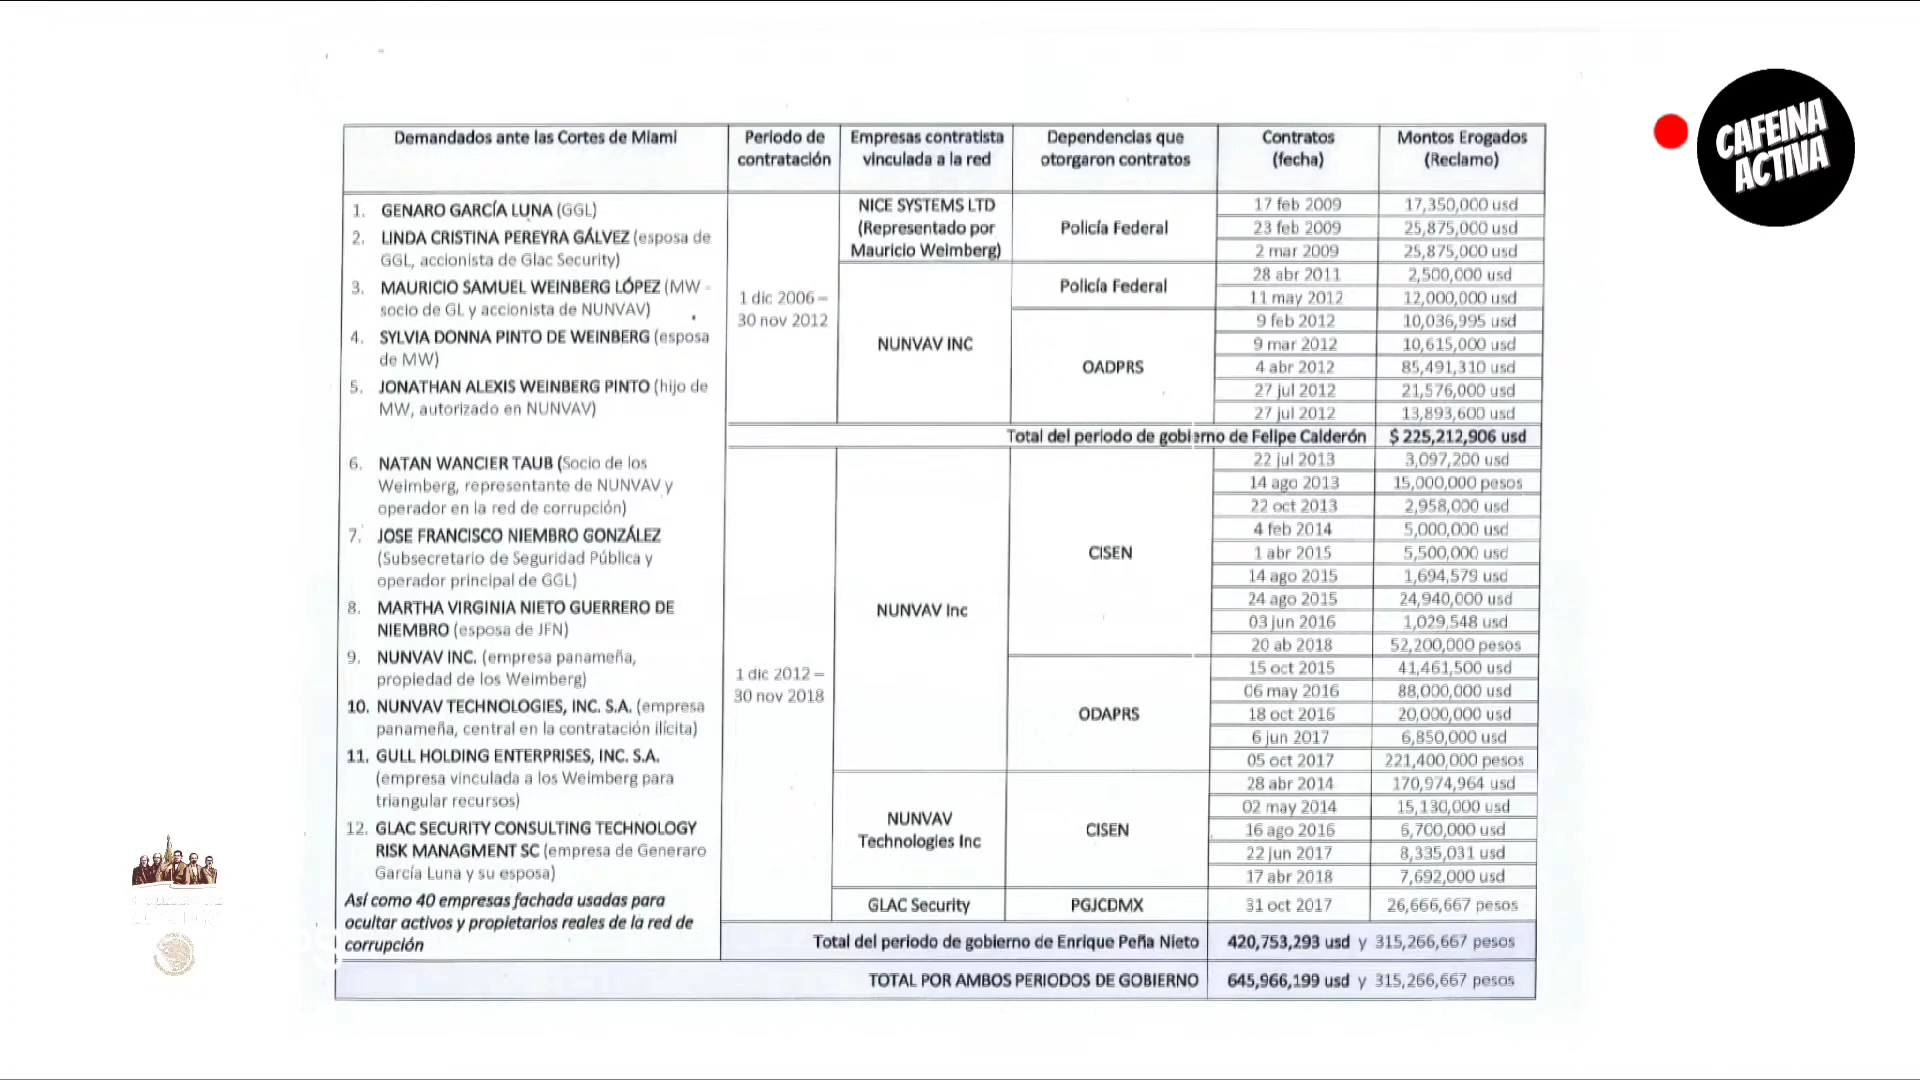 CAFEINA
ACTIVA
Demandados ante las Cortes de Miami
Periodo de
contratación
Empresas contratista
vinculada a la red
Dependencias que
otorgaron contratos
Contratos
(fecha)
Montos Erogados
(Reclamo)
1. GENARO GARCÍA LUNA (GGL)
2. LINDA CRISTINA PEREYRA GÁLVEZ (esposa de
GGL, accionista de Glac Security)
3. MAURICIO SAMUEL WEINBERG LÓPEZ (MW -
socio de GL y accionista de NUNVAV)
4. SYLVIA DONNA PINTO DE WEINBERG (esposa
de MW)
5. JONATHAN ALEXIS WEINBERG PINTO (hijo de
MW, autorizado en NUNVAV)
6. NATAN WANCIER TAUB (Socio de los
Weimberg, representante de NUNVAV y
operador en la red de corrupción)
7. JOSE FRANCISCO NIEMBRO GONZÁLEZ
(Subsecretario de Seguridad Pública y
operador principal de GGL)
8. MARTHA VIRGINIA NIETO GUERRERO DE
NIEMBRO (esposa de JFN)
9. NUNVAV INC. (empresa panameña,
propiedad de los Weimberg)
10. NUNVAV TECHNOLOGIES, INC. S.A. (empresa
panameña, central en la contratación ilícita)
11. GULL HOLDING ENTERPRISES, INC. S.A.
(empresa vinculada a los Weimberg para
triangular recursos)
12. GLAC SECURITY CONSULTING TECHNOLOGY
RISK MANAGMENT SC (empresa de Generaro
García Luna y su esposa)
Así como 40 empresas fachada usadas para
ocultar activos y propietarios reales de la red de
corrupción
1 dic 2006 –
30 nov 2012
NICE SYSTEMS LTD
(Representado por
Mauricio Weimberg)
Policía Federal
17 feb 2009 17,350,000 usd
23 feb 2009 25,875,000 usd
2 mar 2009 25,875,000 usd
NUNVAV INC
Policía Federal
28 abr 2011 2,500,000 usd
11 may 2012 12,000,000 usd
OADPRS
9 feb 2012 10,036,995 usd
9 mar 2012 10,615,000 usd
4 abr 2012 85,491,310 usd
27 jul 2012 21,576,000 usd
27 jul 2012 13,893,600 usd
Total del periodo de gobierno de Felipe Calderón $ 225,212,906 usd
1 dic 2012 –
30 nov 2018
NUNVAV Inc
CISEN
22 jul 2013 3,097,200 usd
14 ago 2013 15,000,000 pesos
22 oct 2013 2,958,000 usd
4 feb 2014 5,000,000 usd
1 abr 2015 5,500,000 usd
14 ago 2015 1,694,579 usd
24 ago 2015 24,940,000 usd
03 jun 2016 1,029,548 usd
20 ab 2018 52,200,000 pesos
ODAPRS
15 oct 2015 41,461,500 usd
06 may 2016 88,000,000 usd
18 oct 2016 20,000,000 usd
6 jun 2017 6,850,000 usd
05 oct 2017 221,400,000 pesos
NUNVAV
Technologies Inc
CISEN
28 abr 2014 170,974,964 usd
02 may 2014 15,130,000 usd
16 ago 2016 6,700,000 usd
22 jun 2017 8,335,031 usd
17 abr 2018 7,692,000 usd
GLAC Security
PGJCDMX
31 oct 2017 26,666,667 pesos
Total del periodo de gobierno de Enrique Peña Nieto 420,753,293 usd y 315,266,667 pesos
TOTAL POR AMBOS PERIODOS DE GOBIERNO 645,966,199 usd y 315,266,667 pesos